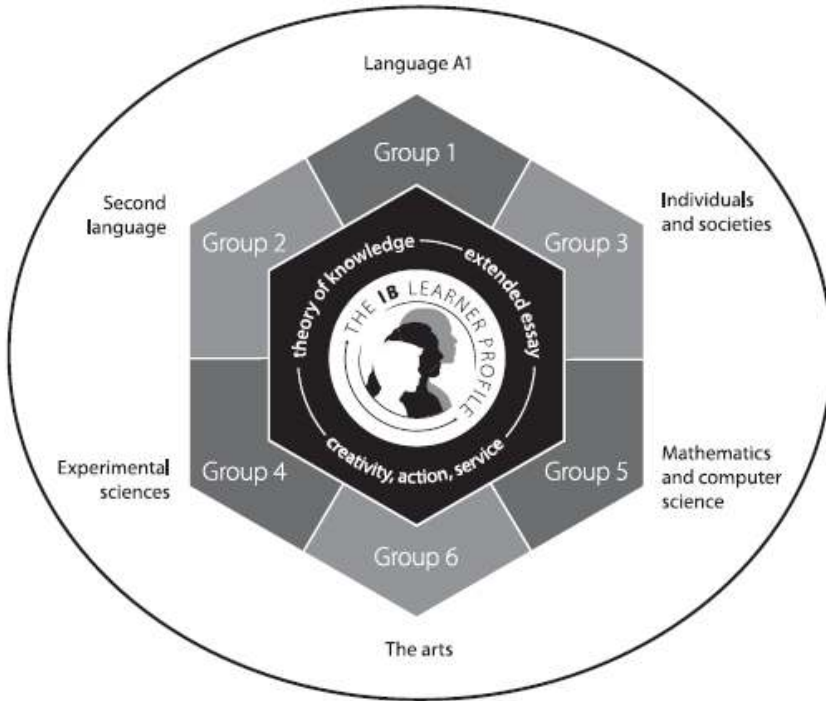 Language A1
Group 1
Second
language
Group 2
Group 3
Individuals
and societies
theory of knowledge
extended essay
THE IB LEARNER PROFILE
creativity, action, service
Experimental
sciences
Group 4
Group 5
Mathematics
and computer
science
Group 6
The arts